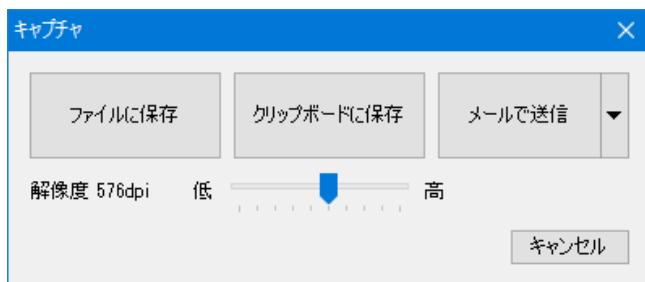 キャプチャ
ファイルに保存 クリップボードに保存 メールで送信
解像度 576dpi 低 高
キャンセル